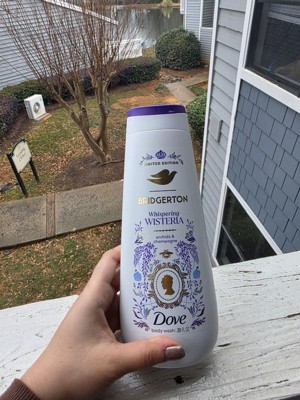 LIMITED EDITION
BRIDGERTON
Whispering
WISTERIA
orchids &
champagne
Dove
body wash